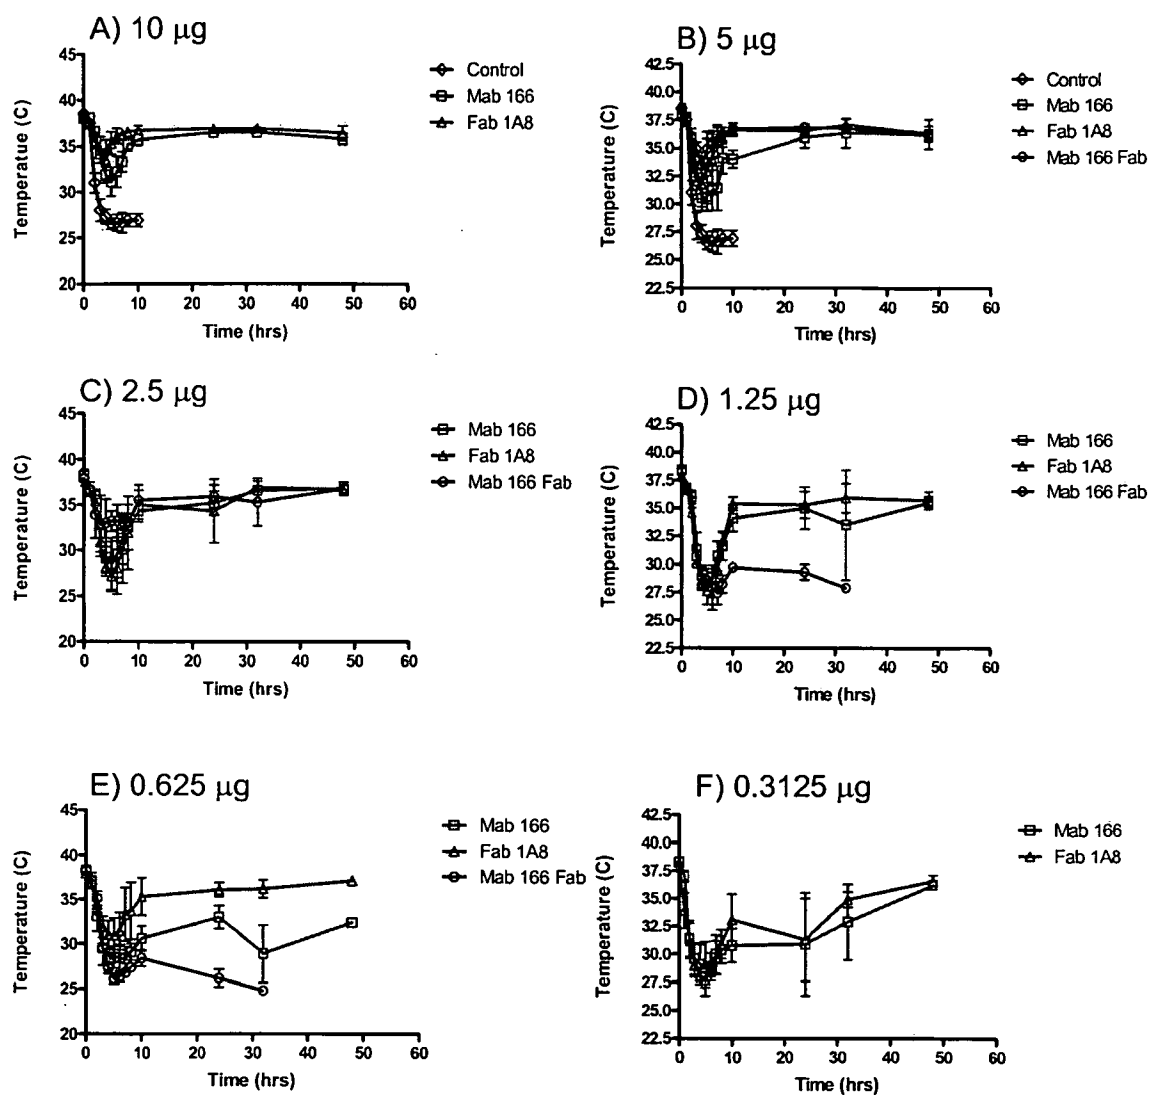 A) 10 μg
45
40
35
30
25
20
Temperatue (C)
0 10 20 30 40 50 60
Time (hrs)
Control
Mab 166
Fab 1A8
B) 5 μg
42.5
40.0
37.5
35.0
32.5
30.0
27.5
25.0
22.5
Temperature (C)
0 10 20 30 40 50 60
Time (hrs)
Control
Mab 166
Fab 1A8
Mab 166 Fab
C) 2.5 μg
45
40
35
30
25
20
Temperature (C)
0 10 20 30 40 50 60
Time (hrs)
Mab 166
Fab 1A8
Mab 166 Fab
D) 1.25 μg
42.5
40.0
37.5
35.0
32.5
30.0
27.5
25.0
22.5
Temperature (C)
0 10 20 30 40 50 60
Time (hrs)
Mab 166
Fab 1A8
Mab 166 Fab
E) 0.625 μg
45
40
35
30
25
20
Temperature (C)
0 10 20 30 40 50 60
Time (hrs)
Mab 166
Fab 1A8
Mab 166 Fab
F) 0.3125 μg
42.5
40.0
37.5
35.0
32.5
30.0
27.5
25.0
22.5
Temperature (C)
0 10 20 30 40 50 60
Time (hrs)
Mab 166
Fab 1A8